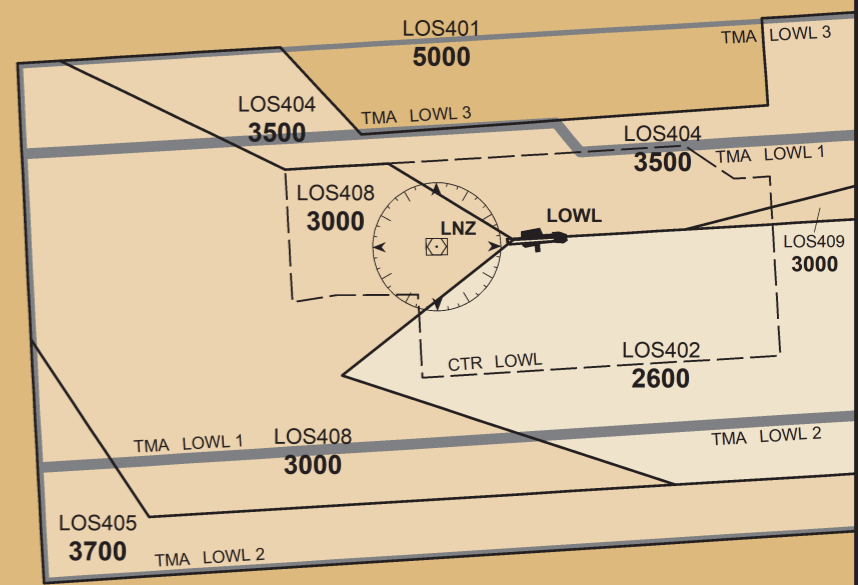 LOS401
5000
TMA LOWL 3
LOS404
3500
TMA LOWL 3
LOS404
3500
TMA LOWL 1
LOS408
3000
LNZ
LOWL
LOS409
3000
CTR LOWL
LOS402
2600
TMA LOWL 1
LOS408
3000
TMA LOWL 2
LOS405
3700
TMA LOWL 2